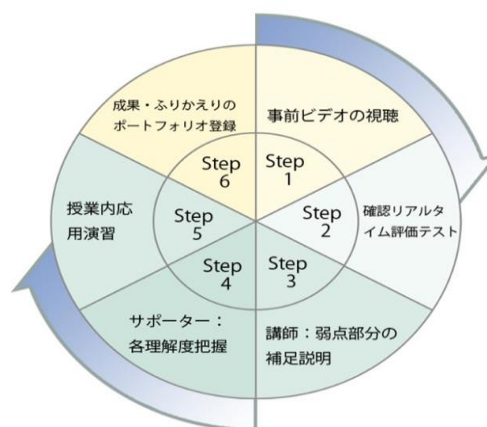 事前ビデオの視聴
Step
1
確認リアルタ
イム評価テスト
Step
2
講師：弱点部分の
補足説明
Step
3
サポーター：
各理解度把握
Step
4
授業内応
用演習
Step
5
成果・ふりかえりの
ポートフォリオ登録
Step
6